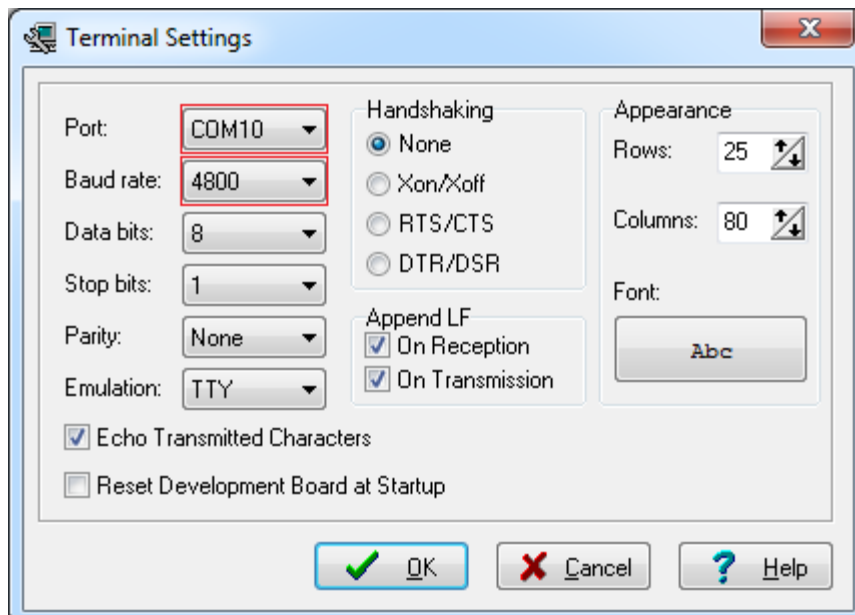 Terminal Settings
Port:
COM10
Baud rate:
4800
Data bits:
8
Stop bits:
1
Parity:
None
Emulation:
TTY
Echo Transmitted Characters
Reset Development Board at Startup
Handshaking
None
Xon/Xoff
RTS/CTS
DTR/DSR
Append LF
On Reception
On Transmission
Appearance
Rows:
25
Columns:
80
Font:
Abc
OK
Cancel
? Help